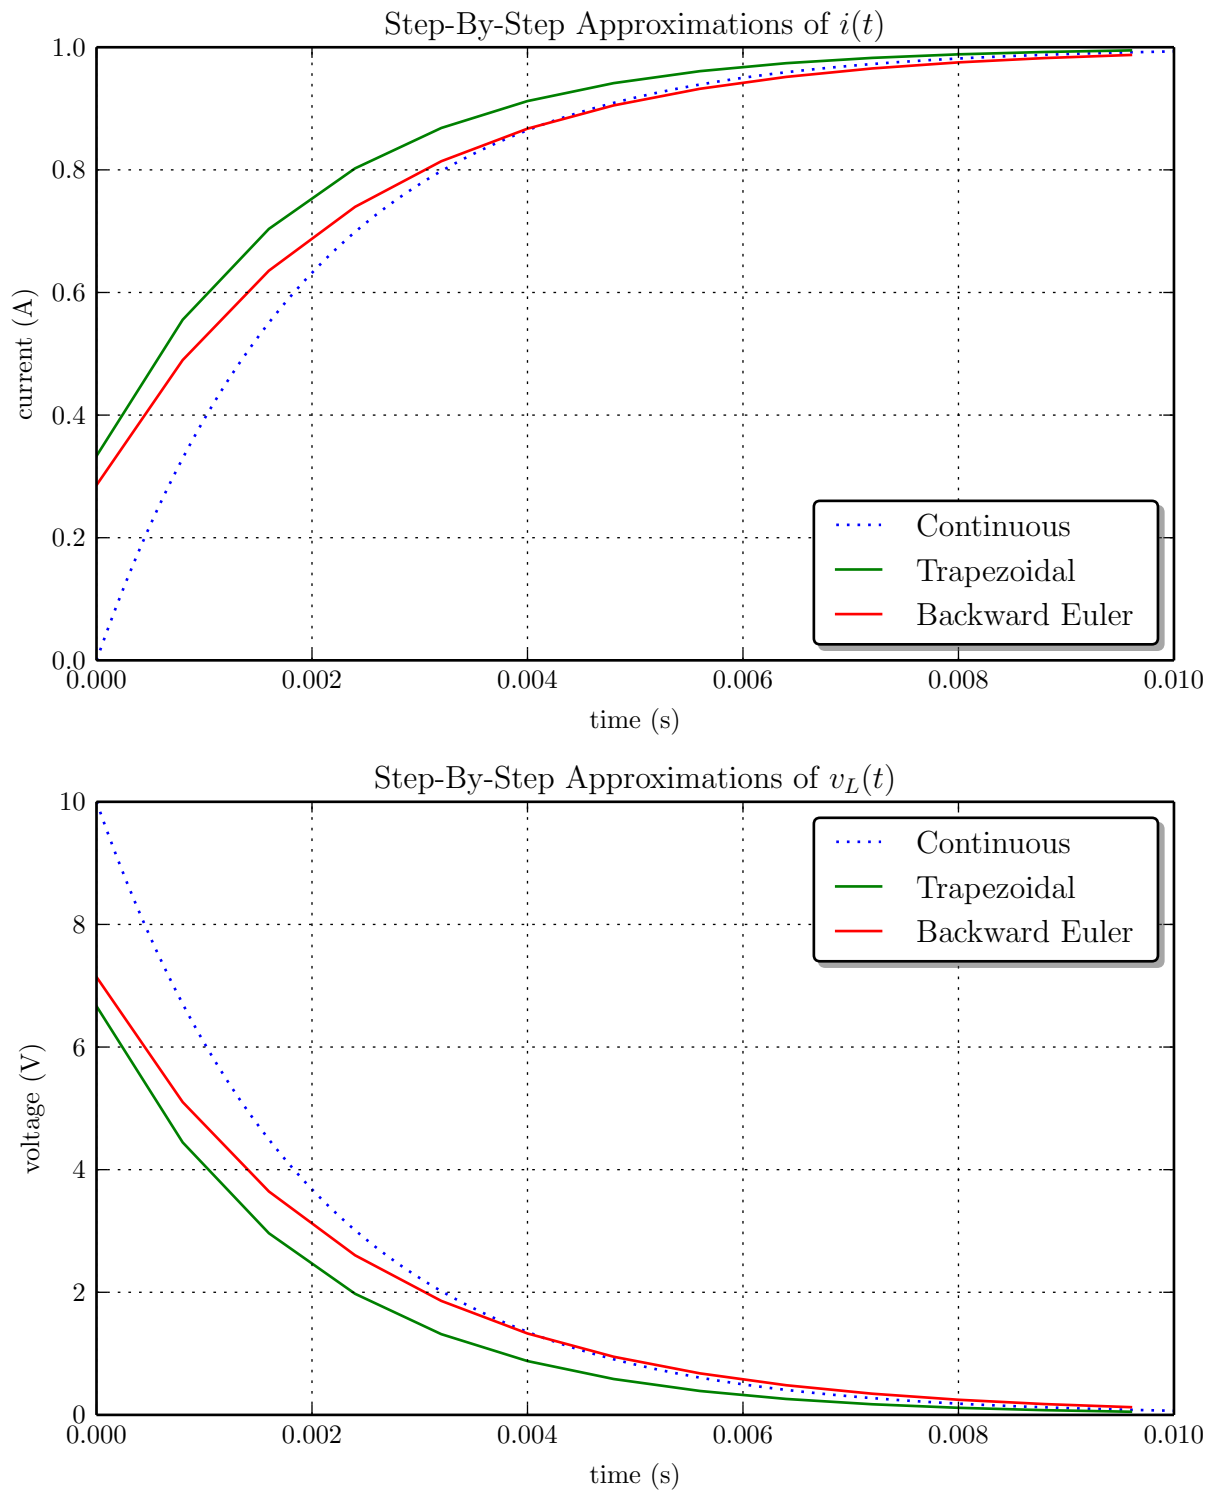 Step-By-Step Approximations of i(t)
1.0
0.8
0.6
0.4
0.2
0.0
current (A)
Continuous
Trapezoidal
Backward Euler
0.000 0.002 0.004 0.006 0.008 0.010
time (s)
Step-By-Step Approximations of v_L(t)
10
8
6
4
2
0
voltage (V)
Continuous
Trapezoidal
Backward Euler
0.000 0.002 0.004 0.006 0.008 0.010
time (s)